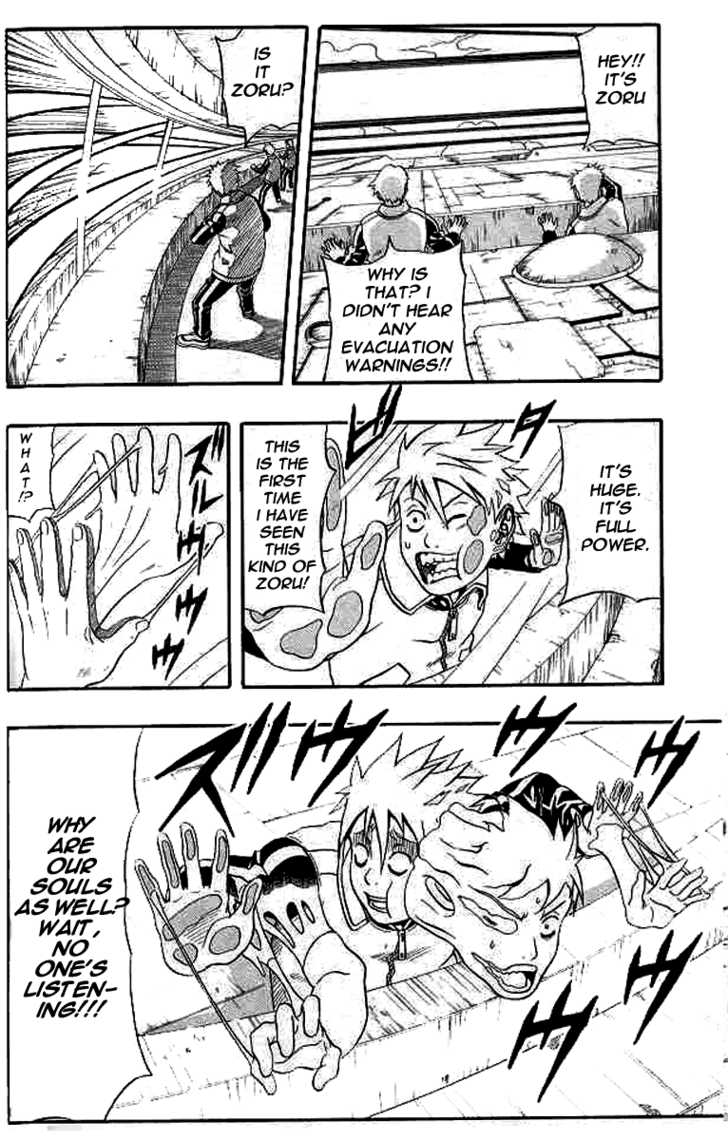 HEY!!
IT'S
ZORU
WHY IS
THAT? I
DIDN'T HEAR
ANY
EVACUATION
WARNINGS!!
IS
IT
ZORU?
IT'S
HUGE.
IT'S
FULL
POWER.
THIS
IS THE
FIRST
TIME
I HAVE
SEEN
THIS
KIND OF
ZORU!
WHAT!?
WHY
ARE
OUR
SOULS
AS WELL?
WAIT,
NO
ONE'S
LISTEN-
ING!!!